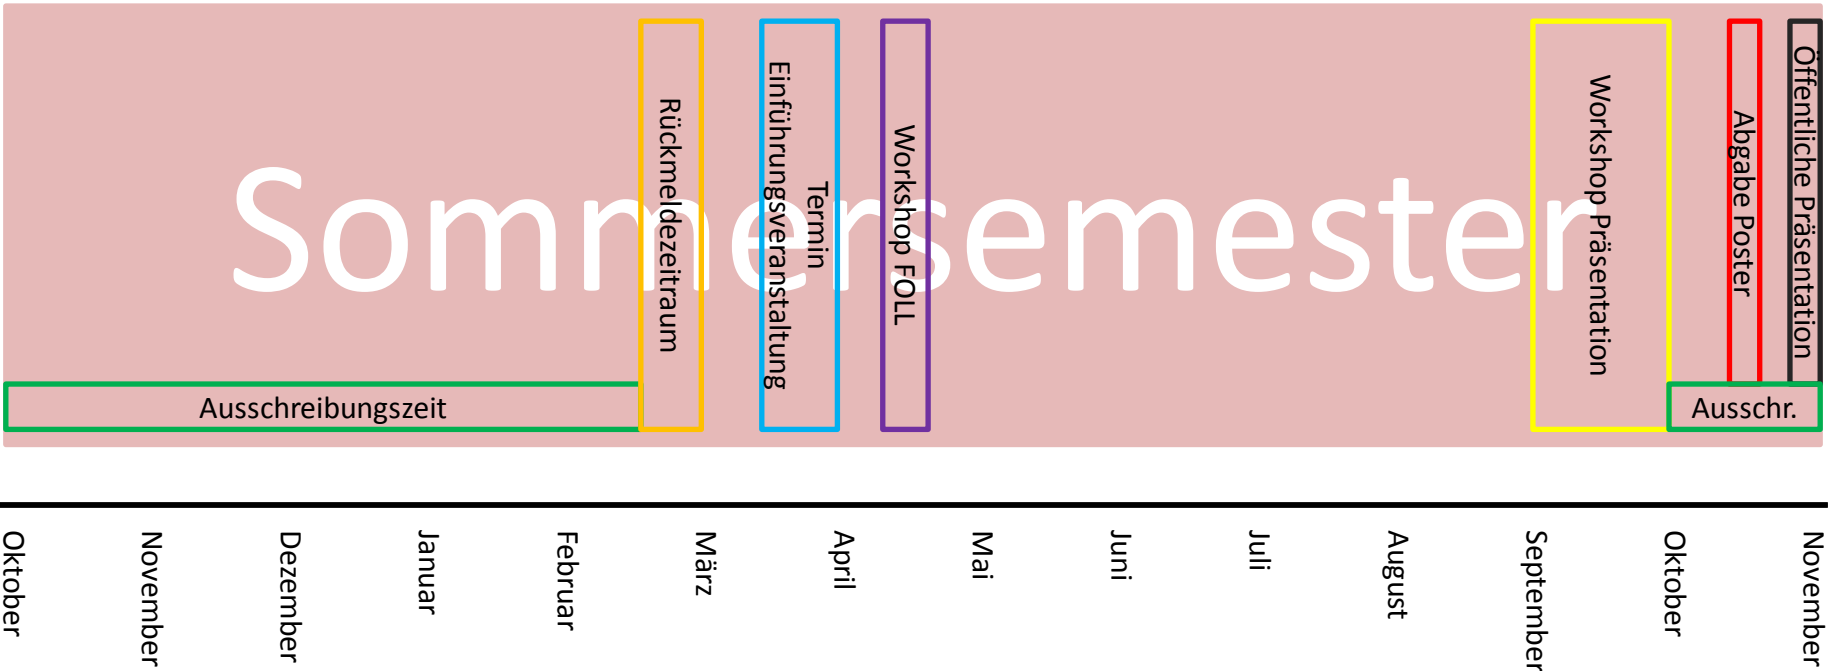 Sommersemester
Ausschreibungszeit
Rückmeldezeitraum
Termin
Einführungsveranstaltung
Workshop FOLL
Workshop Präsentation
Abgabe Poster
Öffentliche Präsentation
Ausschr.
Oktober
November
Dezember
Januar
Februar
März
April
Mai
Juni
Juli
August
September
Oktober
November